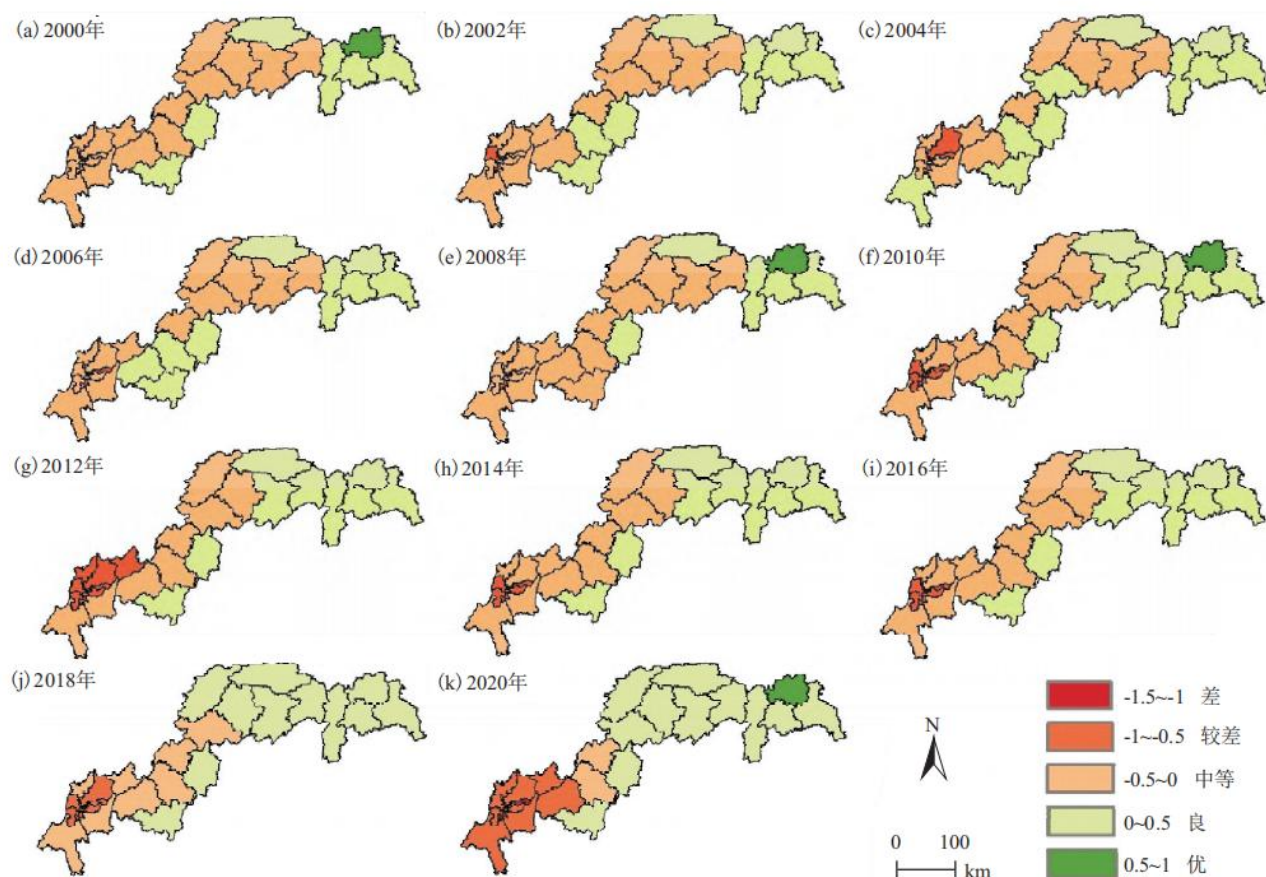 (a) 2000年
(b) 2002年
(c) 2004年
(d) 2006年
(e) 2008年
(f) 2010年
(g) 2012年
(h) 2014年
(i) 2016年
(j) 2018年
(k) 2020年
N
0 100
km
-1.5~-1 差
-1~-0.5 较差
-0.5~0 中等
0~0.5 良
0.5~1 优